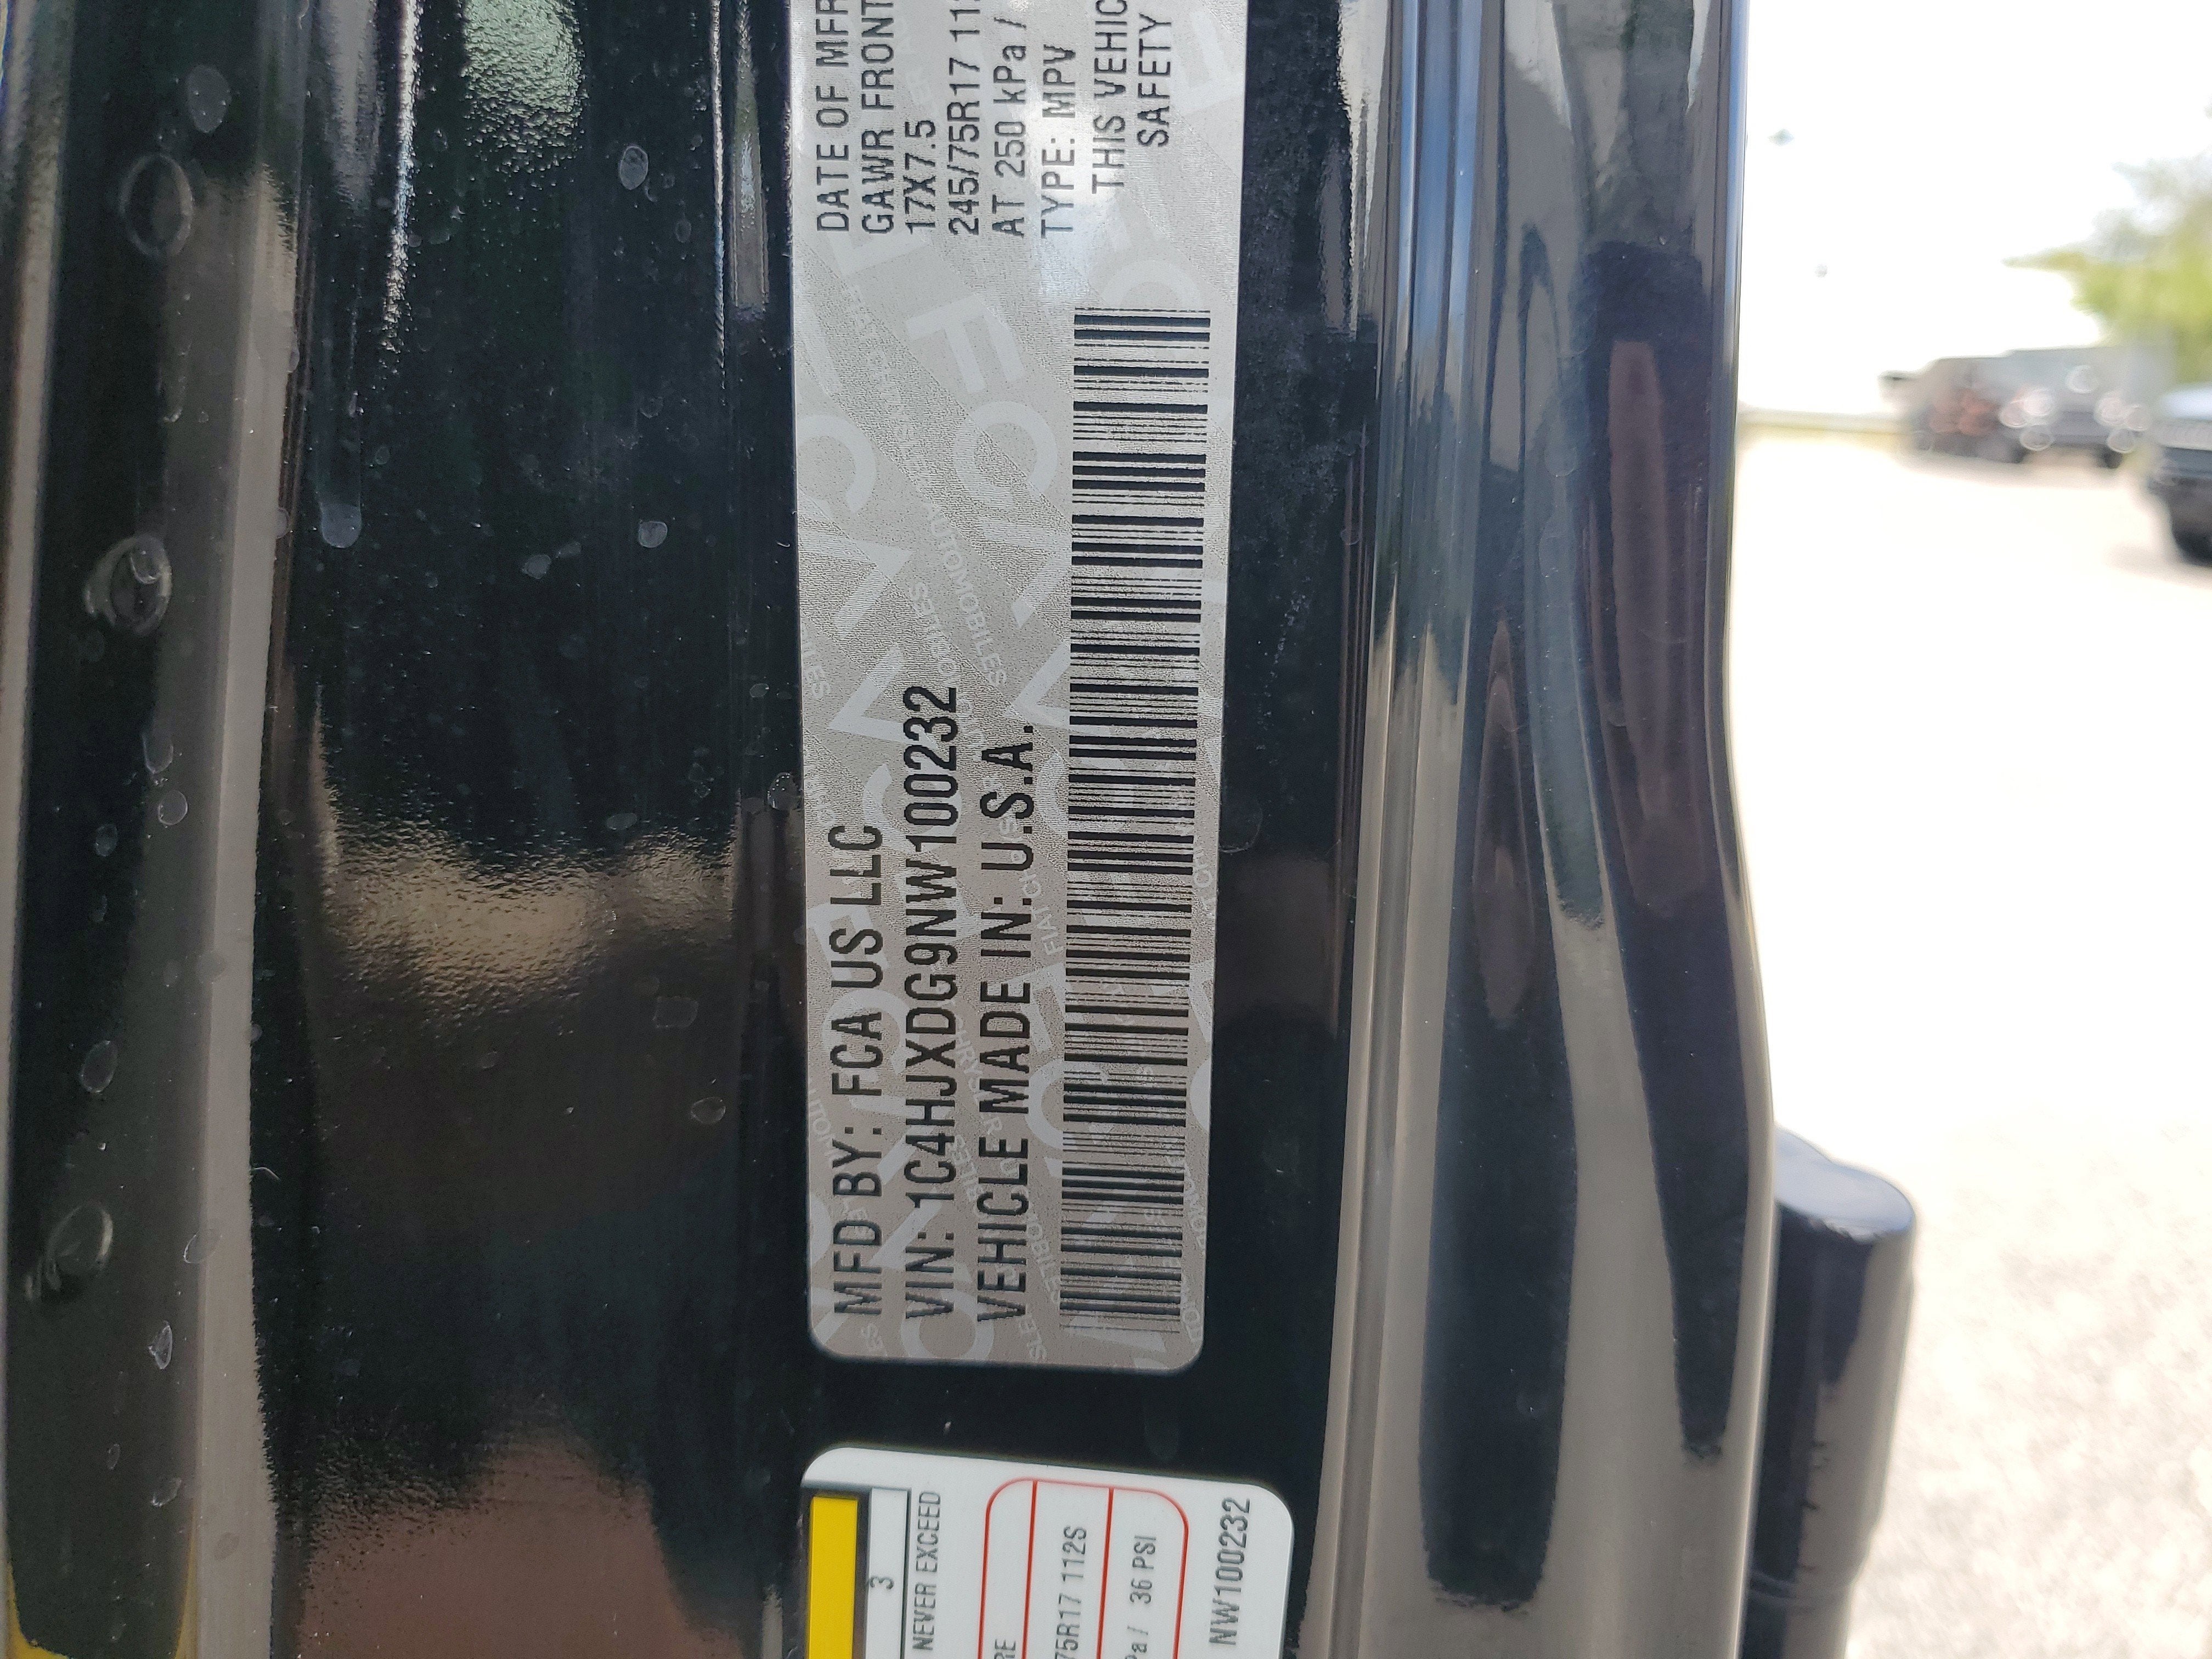 MFD BY: FCA US LLC
VIN: 1C4HJXDG9NW100232
VEHICLE MADE IN: U.S.A.
DATE OF MFR
GAWR FRONT
17X7.5
245/75R17
AT 250 kPa /
TYPE: MPV
THIS
SAFETY
3
NEVER EXCEED
75R17 112S
36 PSI
NW100232